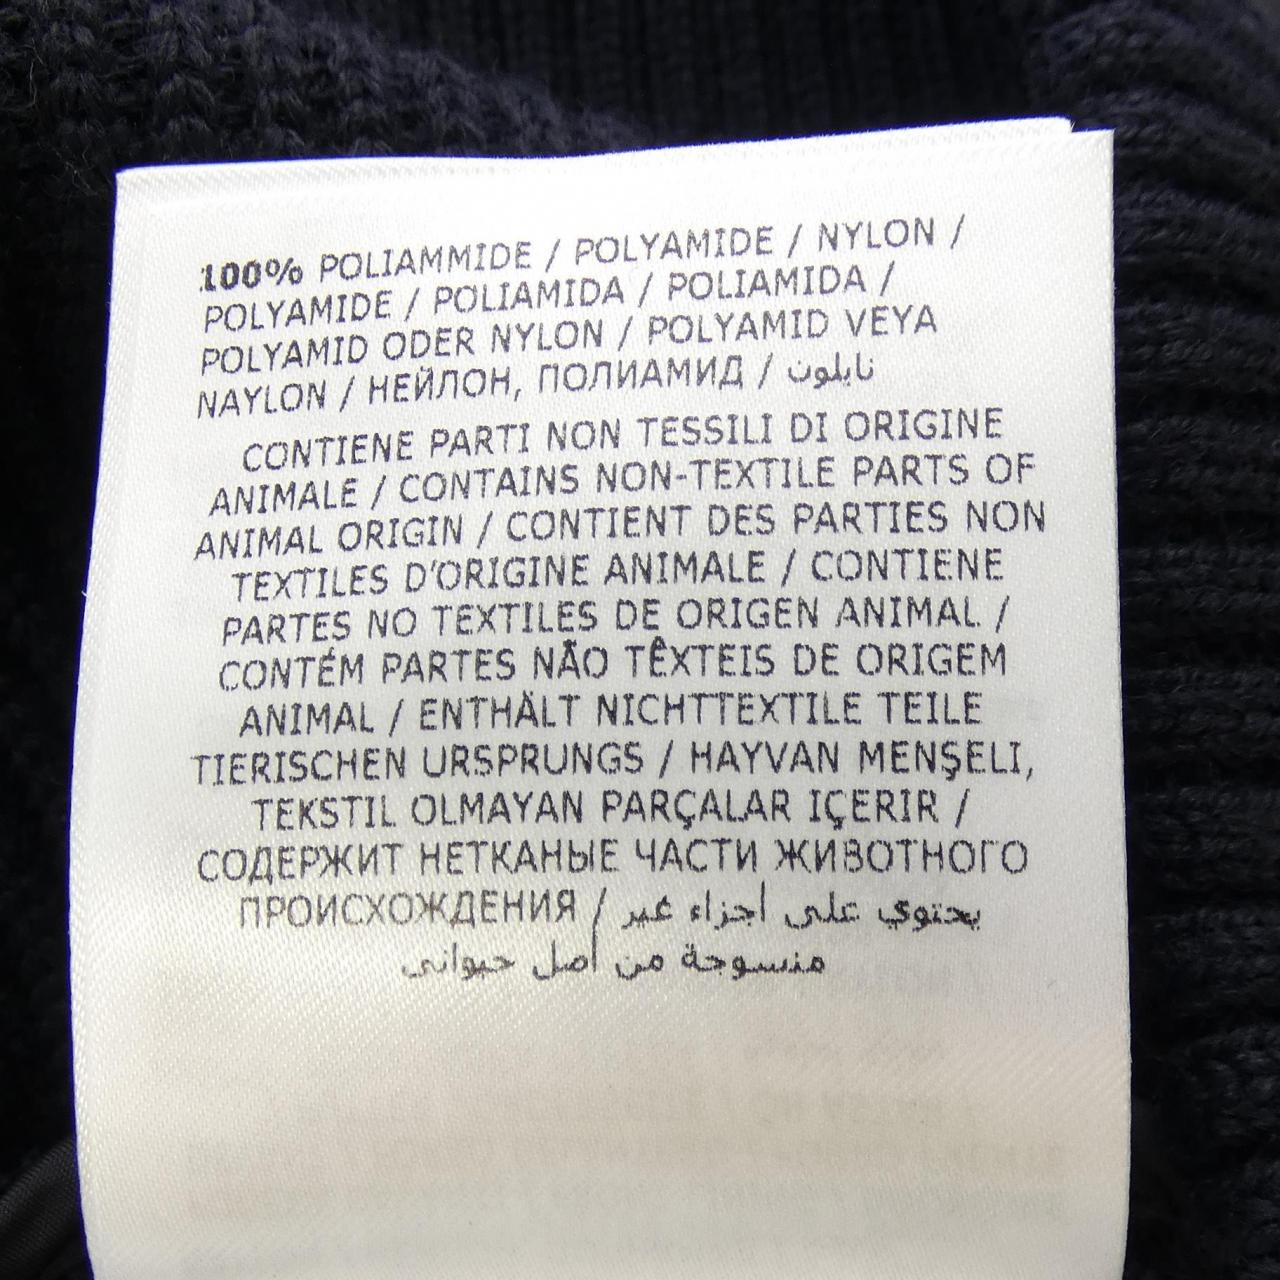 100% POLIAMMIDE / POLYAMIDE / NYLON /
POLYAMIDE / POLIAMIDA / POLIAMIDA /
POLYAMID ODER NYLON / POLYAMID VEYA
NAYLON / НЕЙЛОН, ПОЛИАМИД / نايلون
CONTIENE PARTI NON TESSILI DI ORIGINE
ANIMALE / CONTAINS NON-TEXTILE PARTS OF
ANIMAL ORIGIN / CONTIENT DES PARTIES NON
TEXTILES D'ORIGINE ANIMALE / CONTIENE
PARTES NO TEXTILES DE ORIGEN ANIMAL /
CONTÉM PARTES NÃO TÊXTEIS DE ORIGEM
ANIMAL / ENTHÄLT NICHTTEXTILE TEILE
TIERISCHEN URSPRUNGS / HAYVAN MENŞELI,
TEKSTIL OLMAYAN PARÇALAR IÇERIR /
СОДЕРЖИТ НЕТКАНЫЕ ЧАСТИ ЖИВОТНОГО
ПРОИСХОЖДЕНИЯ / يحتوي على أجزاء غير
منسوجة من أصل حيوانى